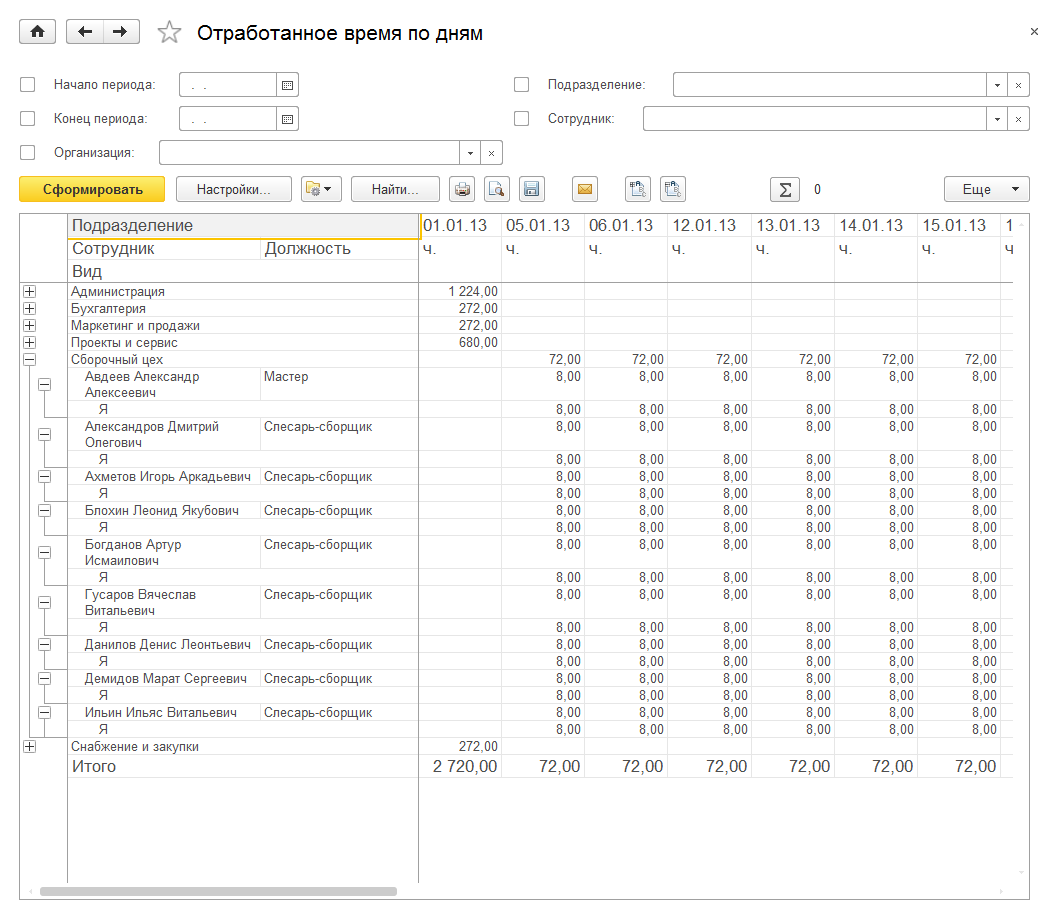 Отработанное время по дням
Начало периода: . . Подразделение:
Конец периода: . . Сотрудник:
Организация:
Сформировать Настройки... Найти... Σ 0 Еще
Подразделение 01.01.13 05.01.13 06.01.13 12.01.13 13.01.13 14.01.13 15.01.13 1
Сотрудник Должность ч. ч. ч. ч. ч. ч. ч. ч
Вид
Администрация 1 224,00
Бухгалтерия 272,00
Маркетинг и продажи 272,00
Проекты и сервис 680,00
Сборочный цех 72,00 72,00 72,00 72,00 72,00 72,00
Авдеев Александр Мастер 8,00 8,00 8,00 8,00 8,00 8,00
Алексеевич
Я 8,00 8,00 8,00 8,00 8,00 8,00
Александров Дмитрий Слесарь-сборщик 8,00 8,00 8,00 8,00 8,00 8,00
Олегович
Я 8,00 8,00 8,00 8,00 8,00 8,00
Ахметов Игорь Аркадьевич Слесарь-сборщик 8,00 8,00 8,00 8,00 8,00 8,00
Я 8,00 8,00 8,00 8,00 8,00 8,00
Блохин Леонид Якубович Слесарь-сборщик 8,00 8,00 8,00 8,00 8,00 8,00
Я 8,00 8,00 8,00 8,00 8,00 8,00
Богданов Артур Слесарь-сборщик 8,00 8,00 8,00 8,00 8,00 8,00
Исмаилович
Я 8,00 8,00 8,00 8,00 8,00 8,00
Гусаров Вячеслав Слесарь-сборщик 8,00 8,00 8,00 8,00 8,00 8,00
Витальевич
Я 8,00 8,00 8,00 8,00 8,00 8,00
Данилов Денис Леонтьевич Слесарь-сборщик 8,00 8,00 8,00 8,00 8,00 8,00
Я 8,00 8,00 8,00 8,00 8,00 8,00
Демидов Марат Сергеевич Слесарь-сборщик 8,00 8,00 8,00 8,00 8,00 8,00
Я 8,00 8,00 8,00 8,00 8,00 8,00
Ильин Ильяс Витальевич Слесарь-сборщик 8,00 8,00 8,00 8,00 8,00 8,00
Я 8,00 8,00 8,00 8,00 8,00 8,00
Снабжение и закупки 272,00
Итого 2 720,00 72,00 72,00 72,00 72,00 72,00 72,00